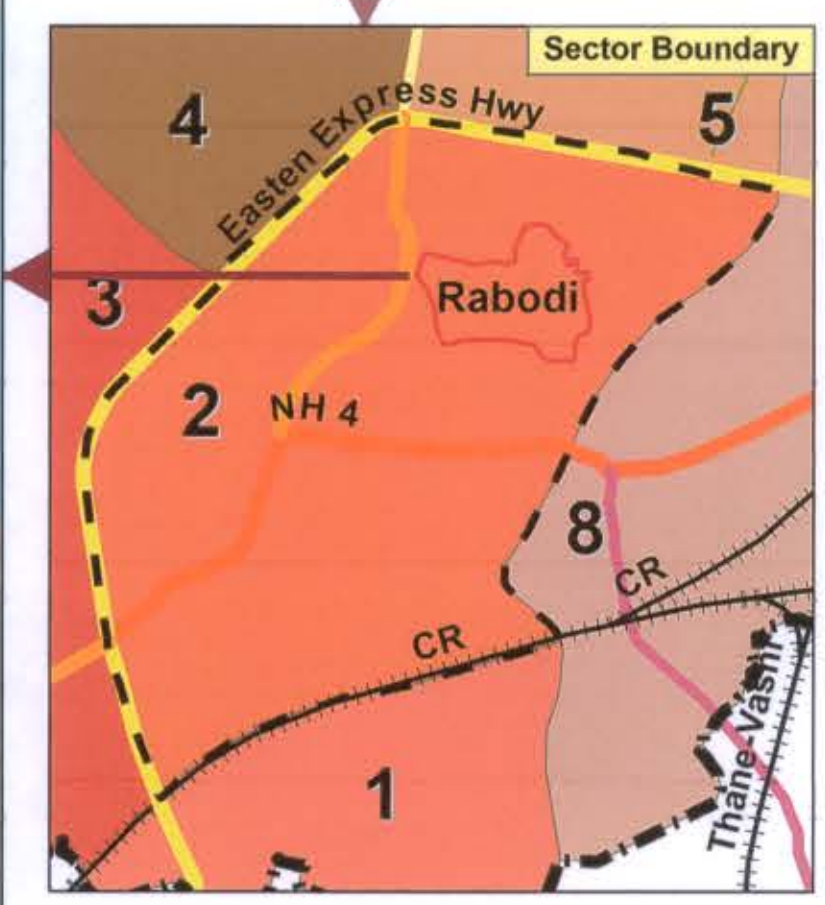 Sector Boundary
4
Easten Express Hwy
5
3
Rabodi
2
NH 4
8
CR
CR
1
Thane-Vashi